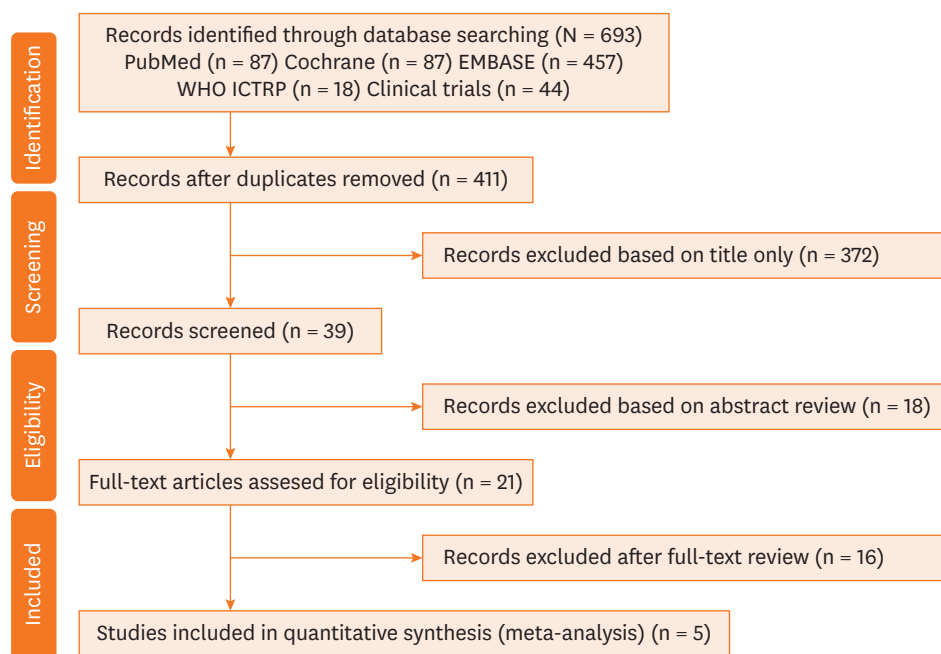 Identification
Records identified through database searching (N = 693)
PubMed (n = 87) Cochrane (n = 87) EMBASE (n = 457)
WHO ICTRP (n = 18) Clinical trials (n = 44)
Records after duplicates removed (n = 411)
Screening
Records excluded based on title only (n = 372)
Records screened (n = 39)
Eligibility
Records excluded based on abstract review (n = 18)
Full-text articles assesed for eligibility (n = 21)
Included
Records excluded after full-text review (n = 16)
Studies included in quantitative synthesis (meta-analysis) (n = 5)